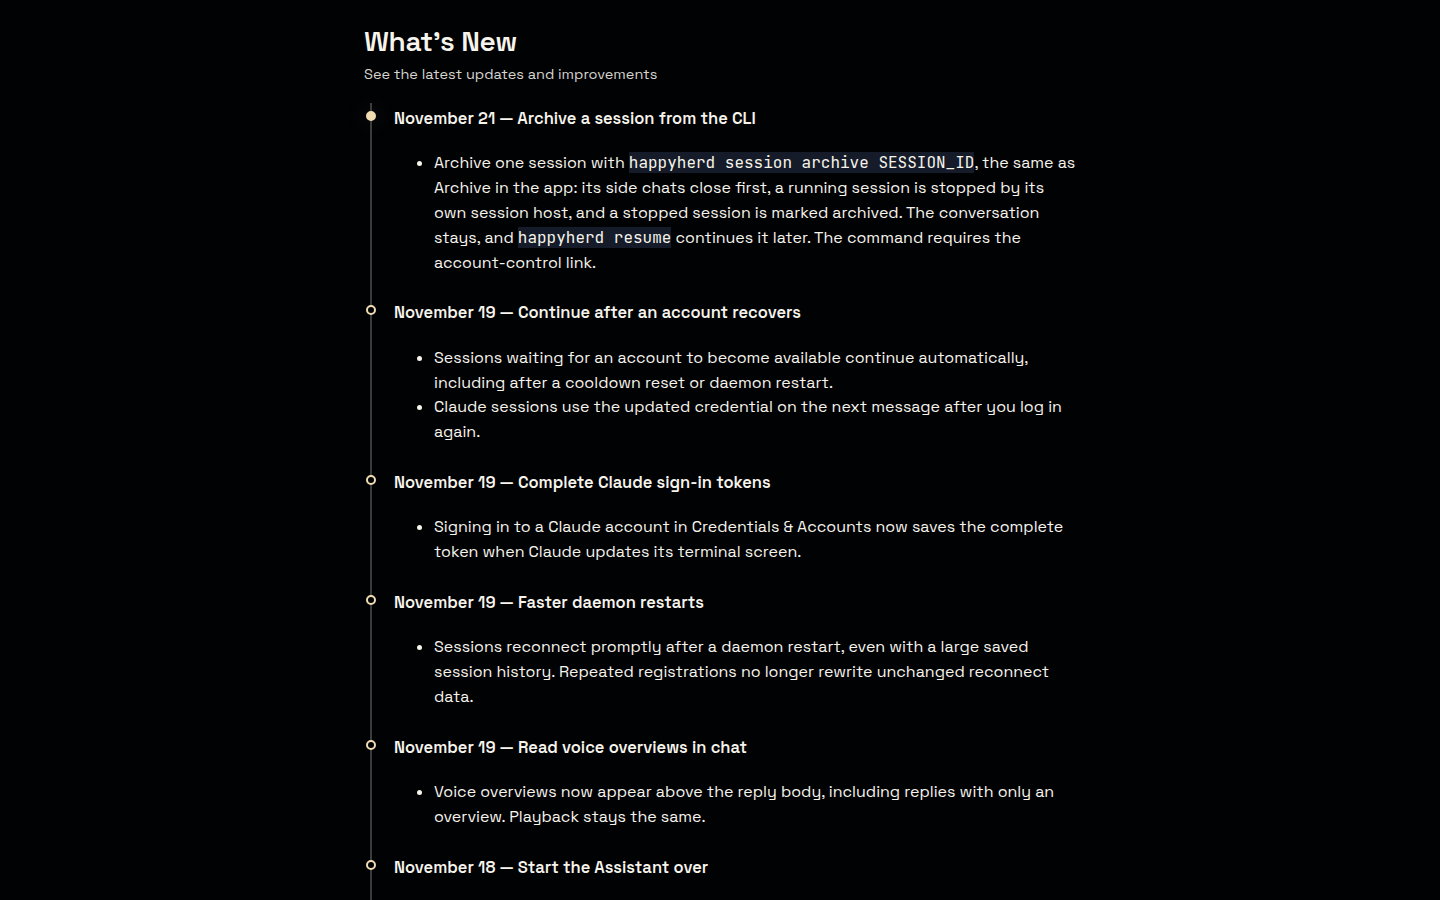 What's New
See the latest updates and improvements
November 21 — Archive a session from the CLI
• Archive one session with happyherd session archive SESSION_ID, the same as
Archive in the app: its side chats close first, a running session is stopped by its
own session host, and a stopped session is marked archived. The conversation
stays, and happyherd resume continues it later. The command requires the
account-control link.
November 19 — Continue after an account recovers
• Sessions waiting for an account to become available continue automatically,
including after a cooldown reset or daemon restart.
• Claude sessions use the updated credential on the next message after you log in
again.
November 19 — Complete Claude sign-in tokens
• Signing in to a Claude account in Credentials & Accounts now saves the complete
token when Claude updates its terminal screen.
November 19 — Faster daemon restarts
• Sessions reconnect promptly after a daemon restart, even with a large saved
session history. Repeated registrations no longer rewrite unchanged reconnect
data.
November 19 — Read voice overviews in chat
• Voice overviews now appear above the reply body, including replies with only an
overview. Playback stays the same.
November 18 — Start the Assistant over